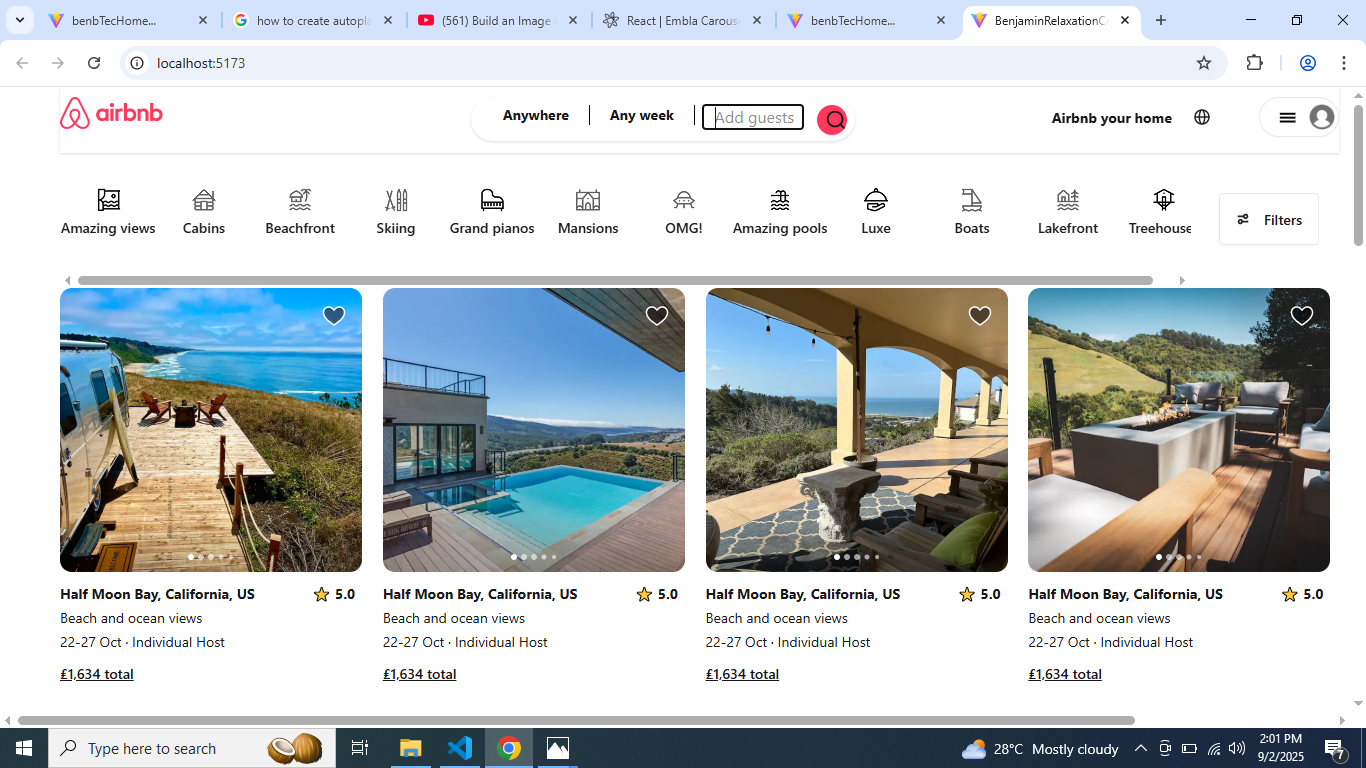 benbTecHome...
how to create autopla
(561) Build an Image
React | Embla Carous
benbTecHome...
BenjaminRelaxationC
localhost:5173
airbnb
Anywhere
Any week
Add guests
Airbnb your home
Amazing views
Cabins
Beachfront
Skiing
Grand pianos
Mansions
OMG!
Amazing pools
Luxe
Boats
Lakefront
Treehouse
Filters
Half Moon Bay, California, US 5.0
Beach and ocean views
22-27 Oct · Individual Host
£1,634 total
Half Moon Bay, California, US 5.0
Beach and ocean views
22-27 Oct · Individual Host
£1,634 total
Half Moon Bay, California, US 5.0
Beach and ocean views
22-27 Oct · Individual Host
£1,634 total
Half Moon Bay, California, US 5.0
Beach and ocean views
22-27 Oct · Individual Host
£1,634 total
Type here to search
28°C Mostly cloudy
2:01 PM
9/2/2025
7